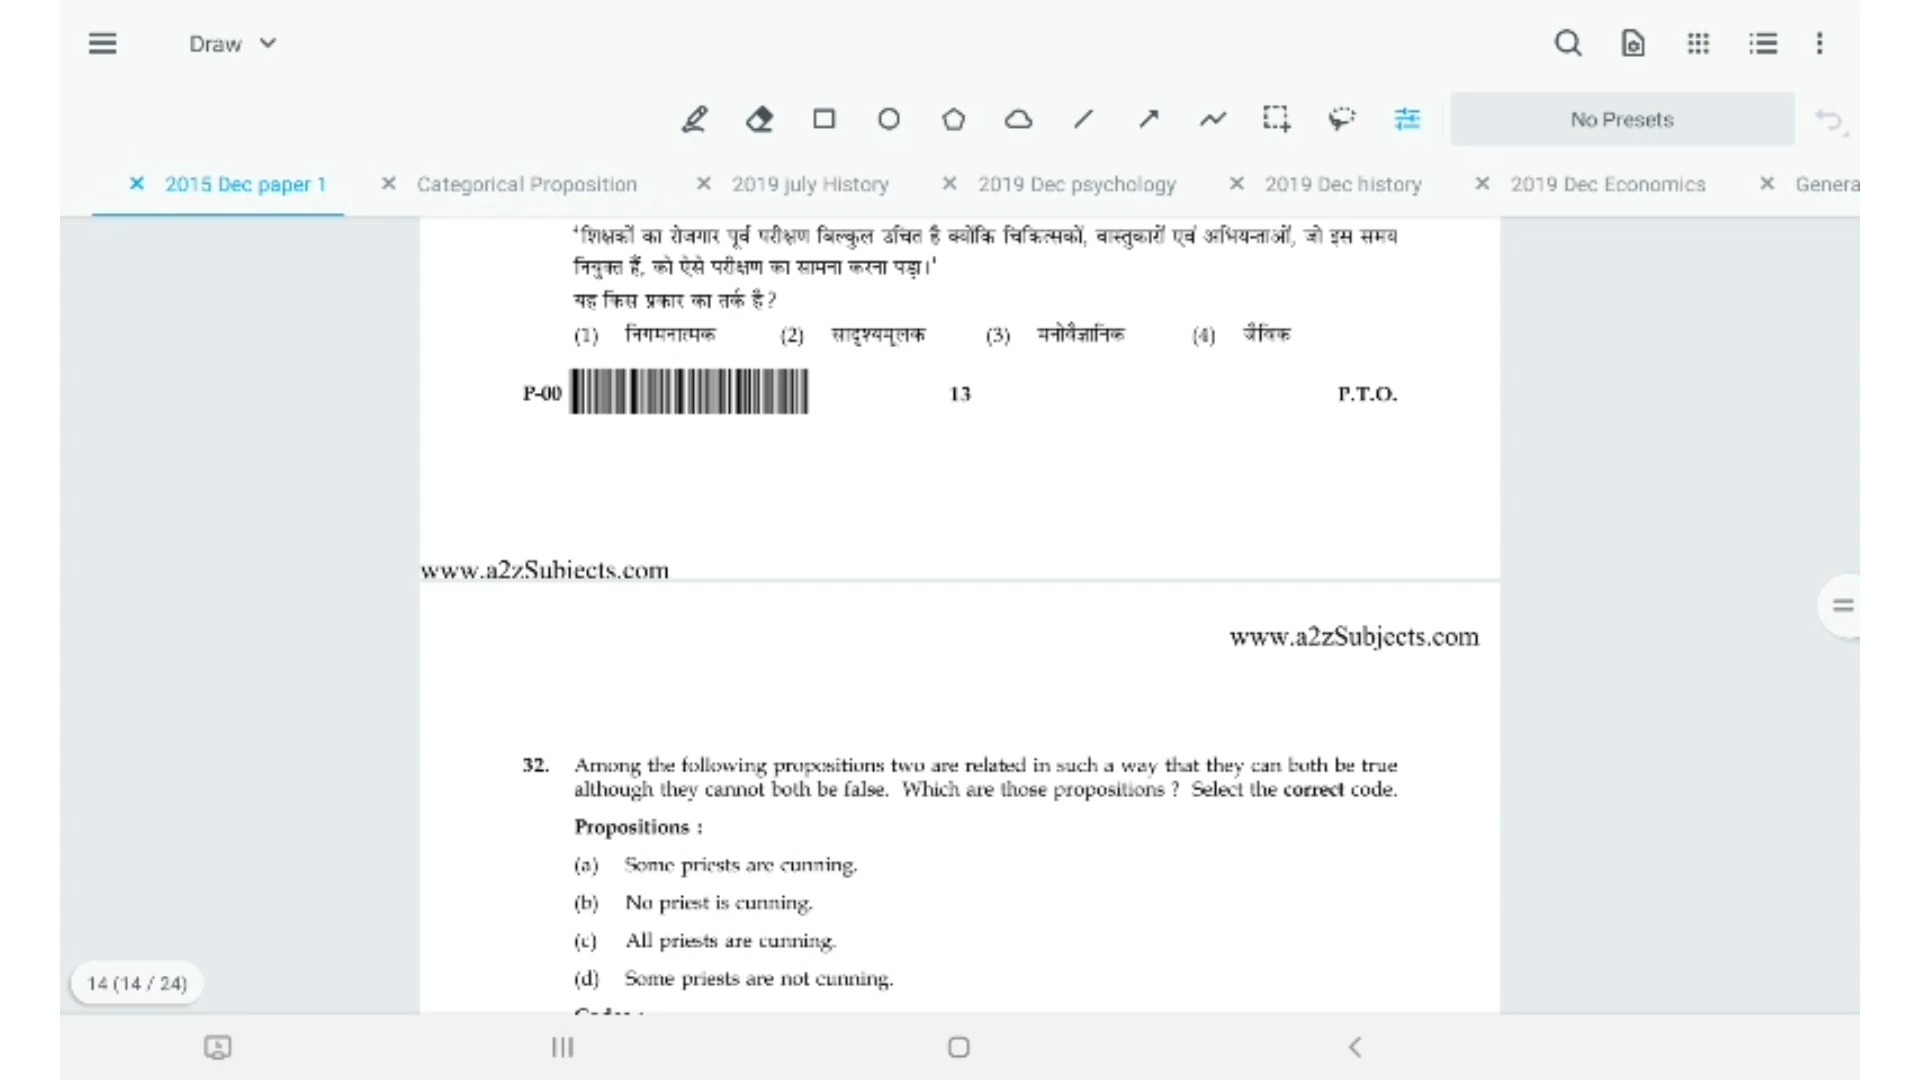 Draw
No Presets
2015 Dec paper 1
Categorical Proposition
2019 july History
2019 Dec psychology
2019 Dec history
2019 Dec Economics
Genera
'शिक्षकों का रोजगार पूर्व परीक्षण बिल्कुल उचित है क्योंकि चिकित्सकों, वास्तुकारों एवं अभियन्ताओं, जो इस समय
नियुक्त हैं, को ऐसे परीक्षण का सामना करना पड़ा।'
यह किस प्रकार का तर्क है ?
(1) निगमनात्मक (2) सादृश्यमूलक (3) मनोवैज्ञानिक (4) जैविक
P-00 13 P.T.O.
www.a2zSubjects.com
www.a2zSubjects.com
32. Among the following propositions two are related in such a way that they can both be true
although they cannot both be false. Which are those propositions ? Select the correct code.
Propositions :
(a) Some priests are cunning.
(b) No priest is cunning.
(c) All priests are cunning.
(d) Some priests are not cunning.
Codes :
14 (14 / 24)